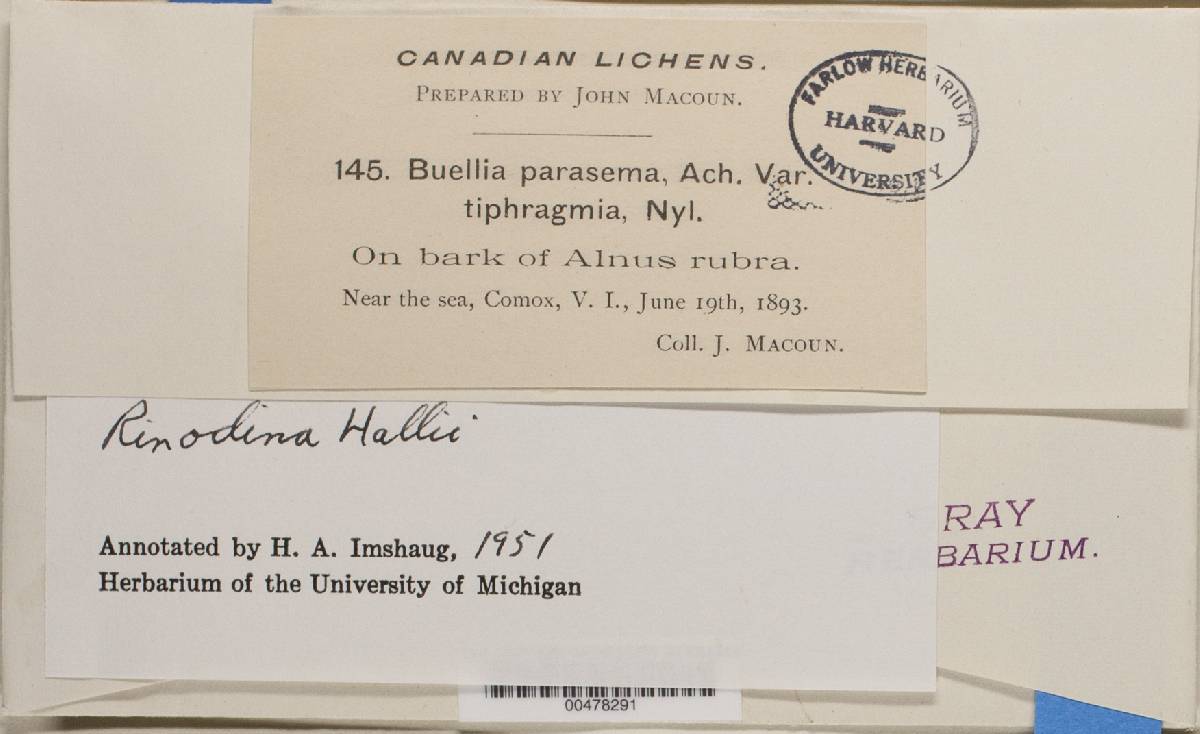 CANADIAN LICHENS.
PREPARED BY JOHN MACOUN.
FARLOW HERBARIUM
HARVARD
UNIVERSITY
145. Buellia parasema, Ach. Var.
tiphragmia, Nyl.
On bark of Alnus rubra.
Near the sea, Comox, V. I., June 19th, 1893.
Coll. J. MACOUN.
Rinodina Hallii
Annotated by H. A. Imshaug, 1951
Herbarium of the University of Michigan
RAY
BARIUM.
00478291